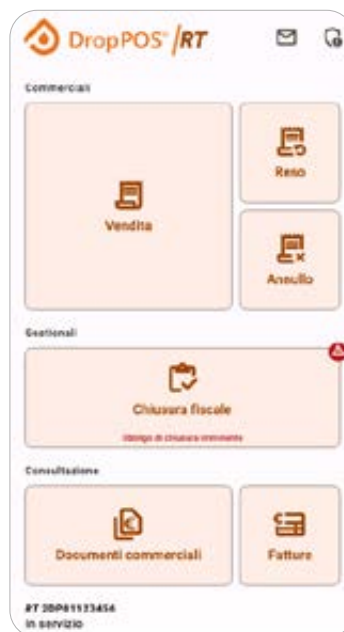 DropPOS® /RT
Commerciali
Vendita
Reso
Annullo
Gestionali
Chiusura fiscale
Obbligo di chiusura imminente
Consultazione
Documenti commerciali
Fatture
RT 2BP01123456
In servizio